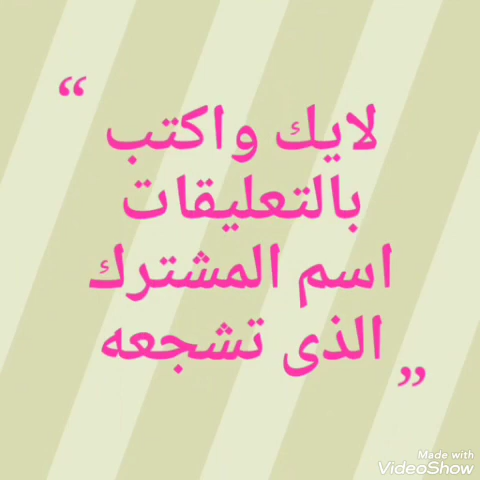 “
لايك واكتب
بالتعليقات
اسم المشترك
الذى تشجعه
”
Made with
VideoShow